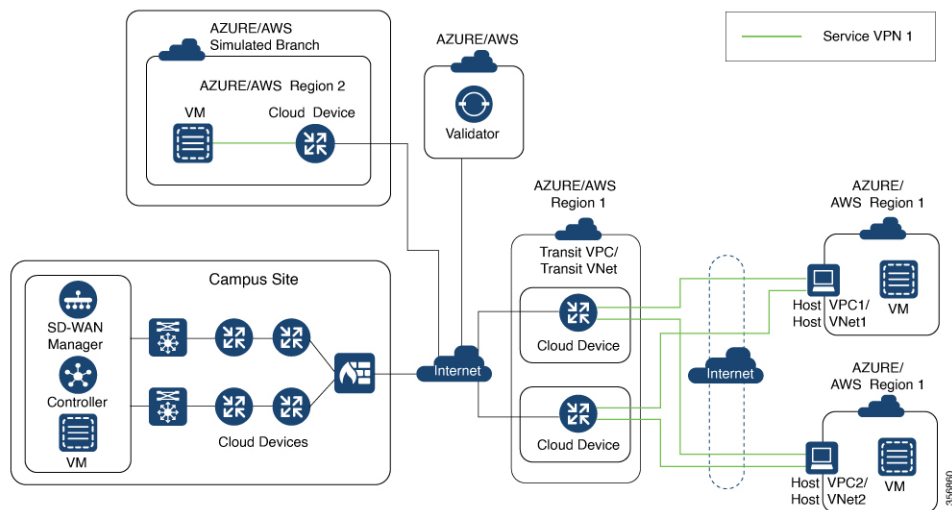 AZURE/AWS
Simulated Branch
AZURE/AWS Region 2
VM
Cloud Device
AZURE/AWS
Validator
Service VPN 1
AZURE/AWS
Region 1
Transit VPC/
Transit VNet
Cloud Device
Cloud Device
Campus Site
SD-WAN
Manager
Controller
VM
Cloud Devices
Internet
Internet
AZURE/
AWS Region 1
Host VPC1/
Host VNet1
VM
AZURE/
AWS Region 1
Host VPC2/
Host VNet2
VM
356860